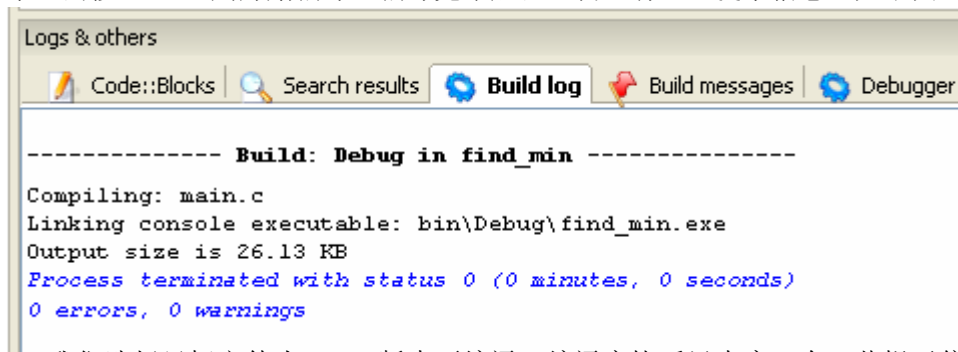 Logs & others
Code::Blocks Search results Build log Build messages Debugger
-------------- Build: Debug in find_min ---------------
Compiling: main.c
Linking console executable: bin\Debug\find_min.exe
Output size is 26.13 KB
Process terminated with status 0 (0 minutes, 0 seconds)
0 errors, 0 warnings